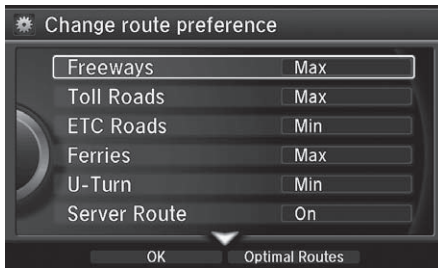 Change route preference
Freeways Max
Toll Roads Max
ETC Roads Min
Ferries Max
U-Turn Min
Server Route On
OK Optimal Routes